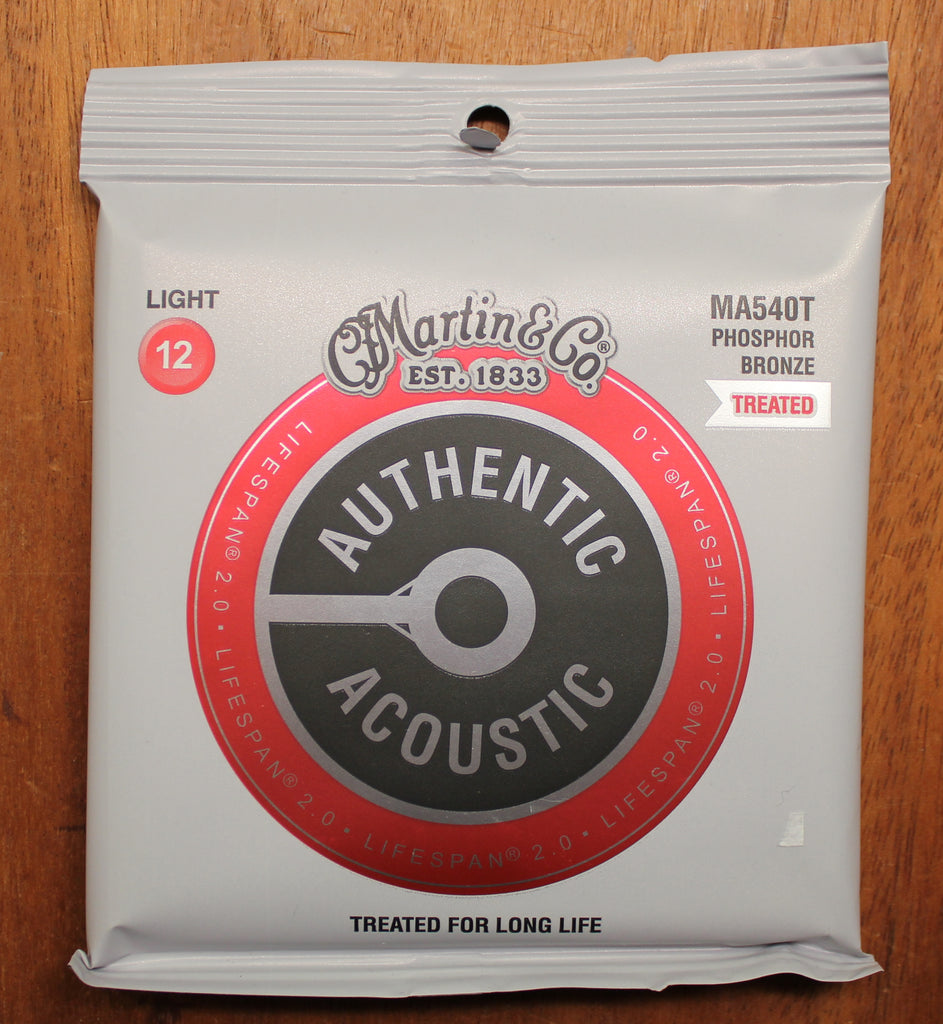 LIGHT
12
C.F. Martin & Co.®
EST. 1833
MA540T
PHOSPHOR
BRONZE
TREATED
LIFESPAN® 2.0 ▪ LIFESPAN® 2.0 ▪ LIFESPAN® 2.0 ▪ LIFESPAN® 2.0 ▪ LIFESPAN® 2.0
AUTHENTIC
ACOUSTIC
TREATED FOR LONG LIFE